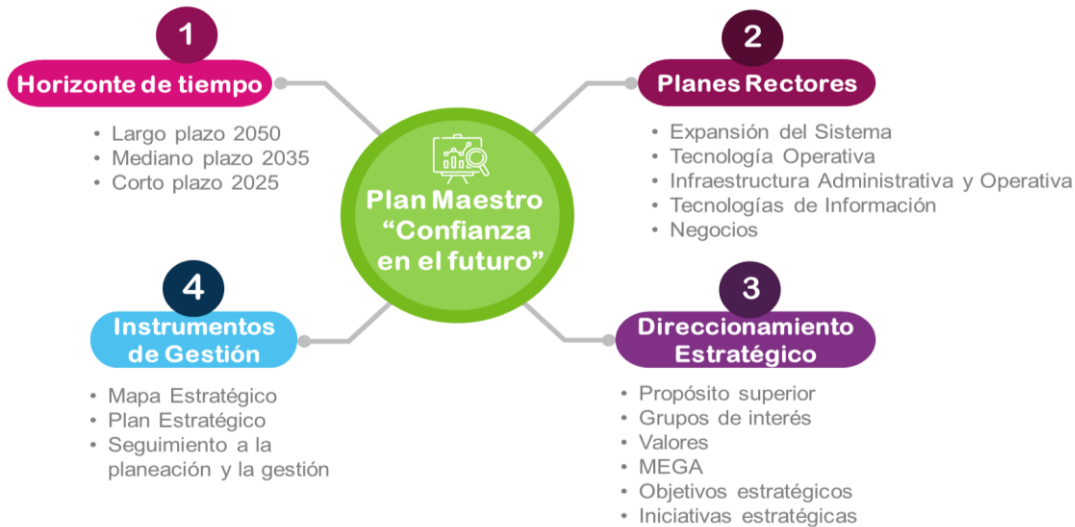 1
Horizonte de tiempo
• Largo plazo 2050
• Mediano plazo 2035
• Corto plazo 2025
2
Planes Rectores
• Expansión del Sistema
• Tecnología Operativa
• Infraestructura Administrativa y Operativa
• Tecnologías de Información
• Negocios
Plan Maestro
“Confianza
en el futuro”
3
Direccionamiento
Estratégico
• Propósito superior
• Grupos de interés
• Valores
• MEGA
• Objetivos estratégicos
• Iniciativas estratégicas
4
Instrumentos
de Gestión
• Mapa Estratégico
• Plan Estratégico
• Seguimiento a la
planeación y la gestión